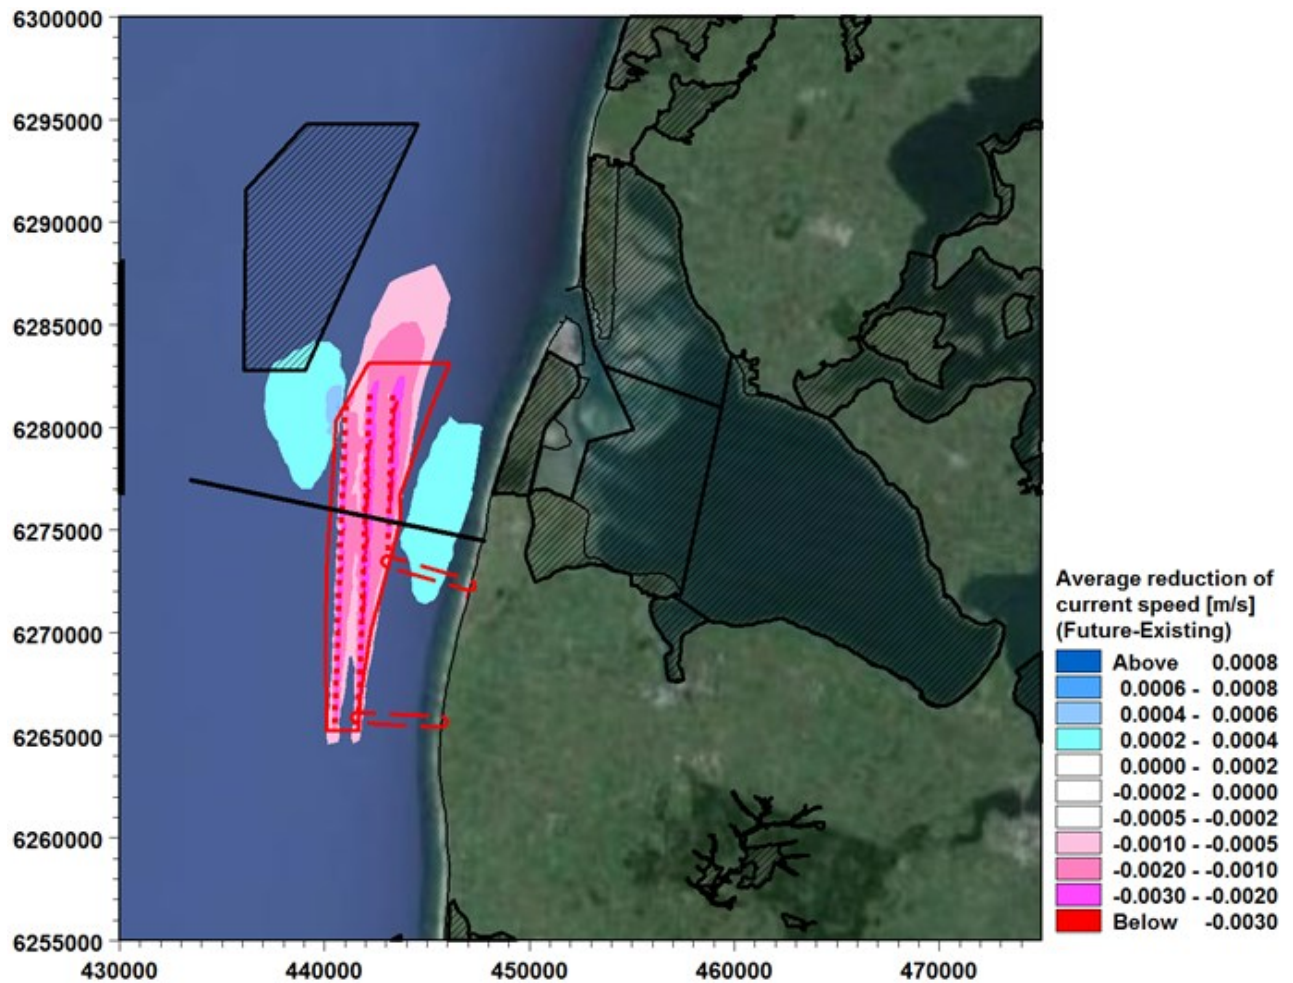 6300000
6295000
6290000
6285000
6280000
6275000
6270000
6265000
6260000
6255000
430000 440000 450000 460000 470000
Average reduction of
current speed [m/s]
(Future-Existing)
Above 0.0008
0.0006 - 0.0008
0.0004 - 0.0006
0.0002 - 0.0004
0.0000 - 0.0002
-0.0002 - 0.0000
-0.0005 - -0.0002
-0.0010 - -0.0005
-0.0020 - -0.0010
-0.0030 - -0.0020
Below -0.0030